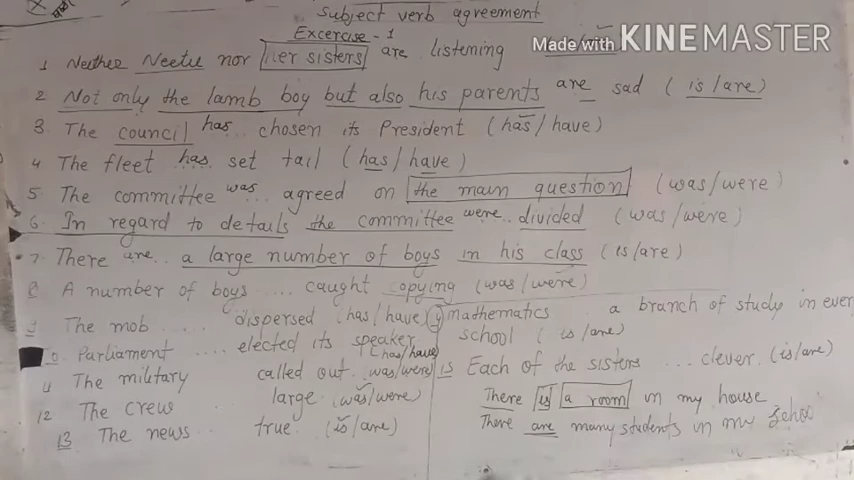 Subject verb agreement
Excercise - 1
Made with KINEMASTER
1 Neither Neetu nor her sisters are listening
2 Not only the lamb boy but also his parents are sad (is/are)
3 The council has.. chosen its President (has/have)
4 The fleet has set tail (has/have)
5 The committee was.. agreed on the main question (was/were)
6. In regard to details the committee were.. divided (was/were)
7 There are.. a large number of boys in his class (is/are)
8 A number of boys .... caught copying (was/were)
9 The mob .... dispersed (has/have)
Parliament .... elected its speaker (has/have)
11 The military called out. (was/were)
12 The crew large (was/were)
13 The news true (is/are)
mathematics .. a branch of study in every
school ( is/are)
Each of the sisters ... clever. (is/are)
There is a room in my house
There are many students in my